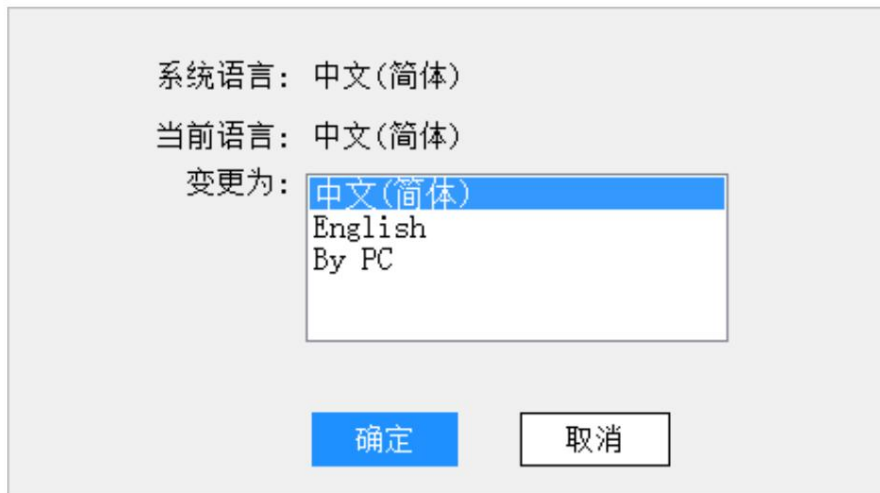 系统语言: 中文(简体)
当前语言: 中文(简体)
变更为: 中文(简体)
English
By PC
确定 取消